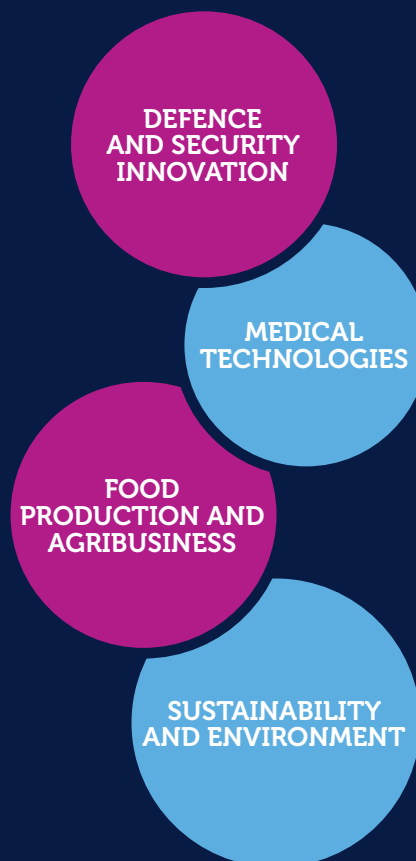 DEFENCE
AND SECURITY
INNOVATION
MEDICAL
TECHNOLOGIES
FOOD
PRODUCTION AND
AGRIBUSINESS
SUSTAINABILITY
AND ENVIRONMENT